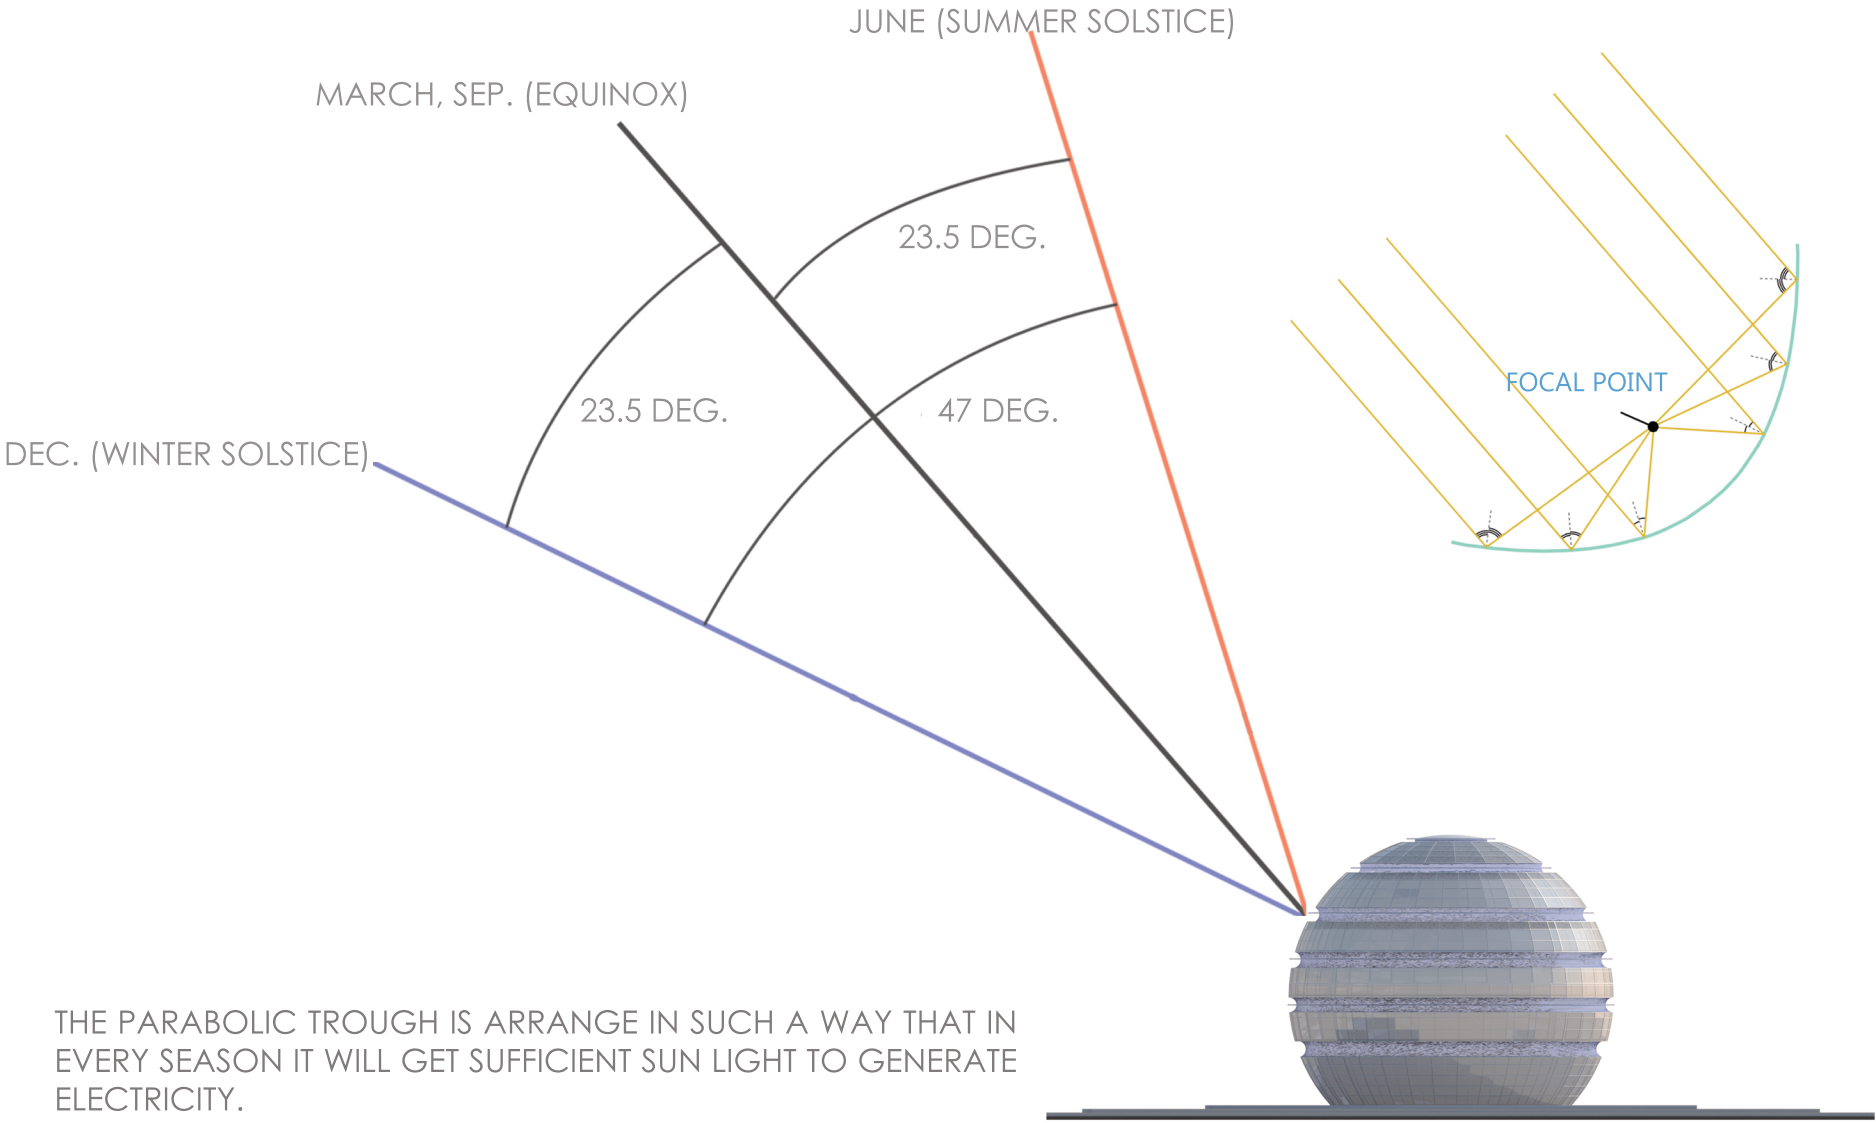 JUNE (SUMMER SOLSTICE)
MARCH, SEP. (EQUINOX)
23.5 DEG.
FOCAL POINT
23.5 DEG.
47 DEG.
DEC. (WINTER SOLSTICE)
THE PARABOLIC TROUGH IS ARRANGE IN SUCH A WAY THAT IN
EVERY SEASON IT WILL GET SUFFICIENT SUN LIGHT TO GENERATE
ELECTRICITY.